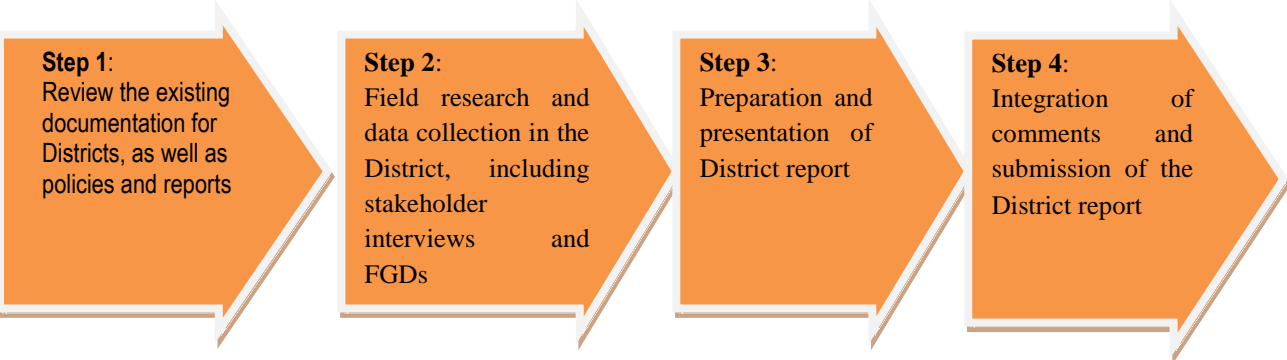 Step 1:
Review the existing
documentation for
Districts, as well as
policies and reports
Step 2:
Field research and
data collection in the
District, including
stakeholder
interviews and
FGDs
Step 3:
Preparation and
presentation of
District report
Step 4:
Integration of
comments and
submission of the
District report